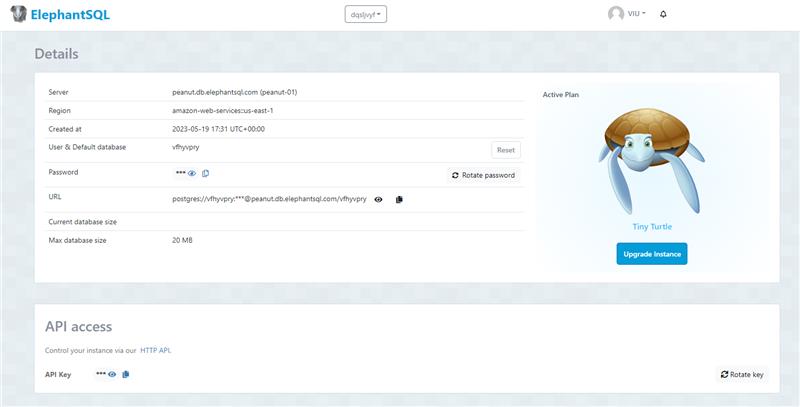 ElephantSQL
dqsljvyf
VIU
Details
Server peanut.db.elephantsql.com (peanut-01)
Region amazon-web-services::us-east-1
Created at 2023-05-19 17:31 UTC+00:00
User & Default database vfhyvpry Reset
Password *** Rotate password
URL postgres://vfhyvpry:***@peanut.db.elephantsql.com/vfhyvpry
Current database size
Max database size 20 MB
Active Plan
Tiny Turtle
Upgrade Instance
API access
Control your instance via our HTTP API.
API Key *** Rotate key